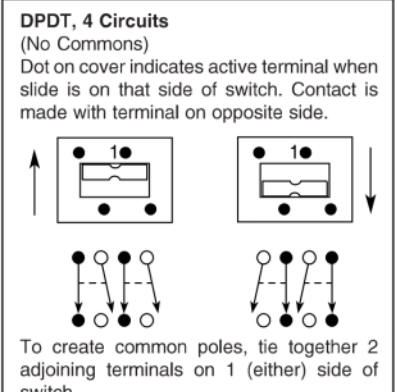 DPDT, 4 Circuits
(No Commons)
Dot on cover indicates active terminal when
slide is on that side of switch. Contact is
made with terminal on opposite side.
1 1
To create common poles, tie together 2
adjoining terminals on 1 (either) side of
switch.